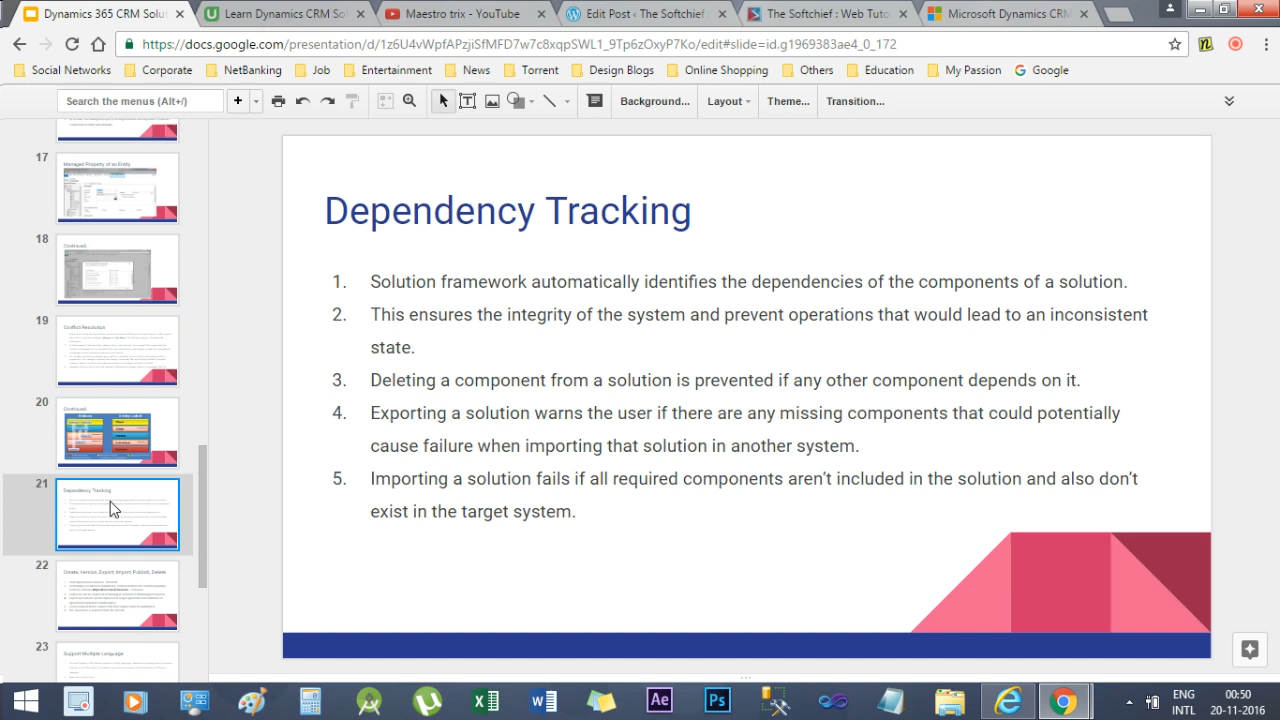 Dynamics 365 CRM Solut
Learn Dynamics CRM Sol
Maestro trix - YouTube
Edit Post ‹ The Softchief
The Softchief : Web Tuto
Microsoft Dynamics CRM
https://docs.google.com/presentation/d/1z6U4vWpfAPzjiSfMFD7w7c8xqpSWL1_9Tp6zOxyP7Ko/edit#slide=id.g1969383ae4_0_172
Social Networks
Corporate
NetBanking
Job
Entertainment
News
Torrent
Design Blogs
Online Shopping
Others
Education
My Passion
Google
Search the menus (Alt+/)
Background...
Layout
Theme...
Transition...
17
Managed Property of an Entity
18
Continued.
19
Conflict Resolution
20
Continued.
21
Dependency Tracking
22
Create, Version, Export, Import, Publish, Delete
23
Support Multiple Language
Dependency Tracking
1. Solution framework automatically identifies the dependencies of the components of a solution.
2. This ensures the integrity of the system and prevent operations that would lead to an inconsistent
state.
3. Deleting a component from a solution is prevented if any other component depends on it.
4. Exporting a solution warns the user if there are any missing components that could potentially
cause failure while importing that solution in another system.
5. Importing a solution fails if all required components aren't included in the solution and also don't
exist in the target system.
ENG
INTL
00:50
20-11-2016